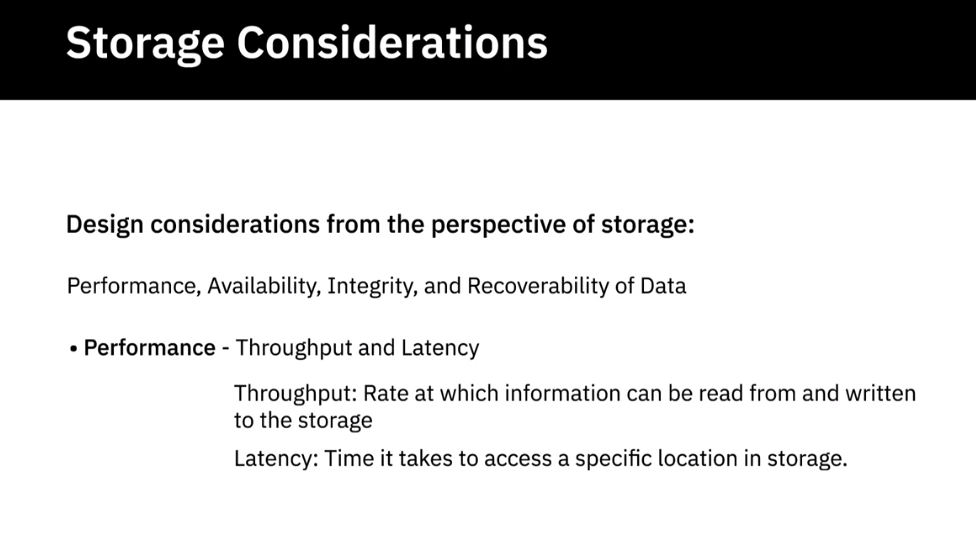 Storage Considerations
Design considerations from the perspective of storage:
Performance, Availability, Integrity, and Recoverability of Data
• Performance - Throughput and Latency
Throughput: Rate at which information can be read from and written
to the storage
Latency: Time it takes to access a specific location in storage.